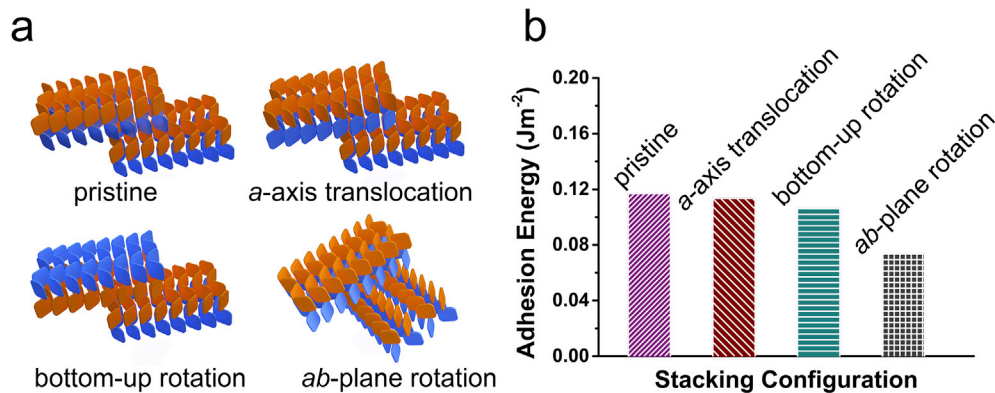 a
pristine
a-axis translocation
bottom-up rotation
ab-plane rotation
b
Adhesion Energy (Jm⁻²)
0.20
0.16
0.12
0.08
0.04
0.00
pristine
a-axis translocation
bottom-up rotation
ab-plane rotation
Stacking Configuration